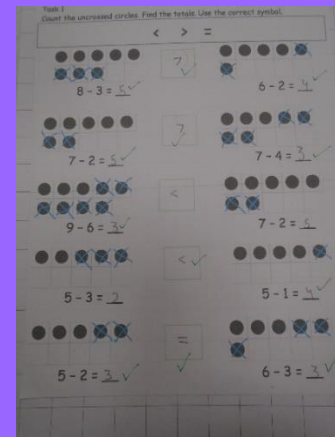 Task 1
Count the uncrossed circles. Find the totals. Use the correct symbol.
< > =
8 - 3 = 5 > 6 - 2 = 4
7 - 2 = 5 > 7 - 4 = 3
9 - 6 = 3 < 7 - 2 = 5
5 - 3 = 2 < 5 - 1 = 4
5 - 2 = 3 = 6 - 3 = 3